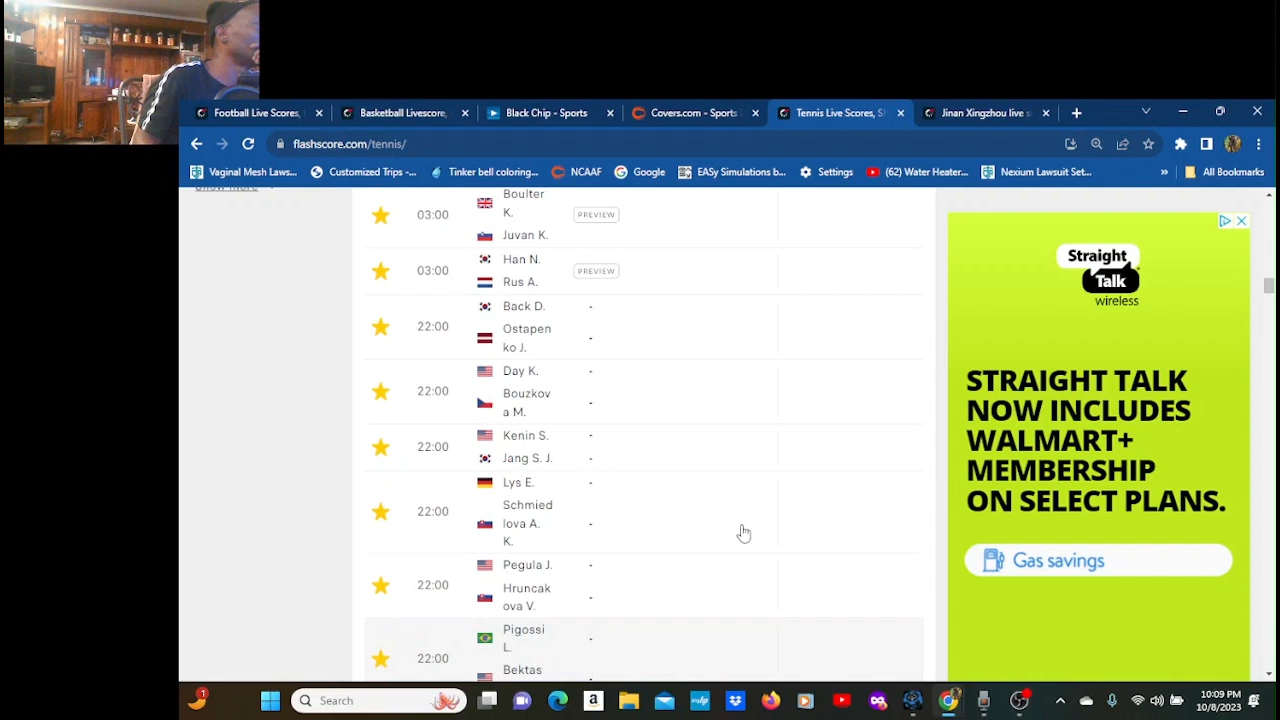 Football Live Scores,
Basketball Livescore,
Black Chip - Sports
Covers.com - Sports
Tennis Live Scores, S
Jinan Xingzhou live s
flashscore.com/tennis/
Vaginal Mesh Laws...
Customized Trips -...
Tinker bell coloring...
NCAAF
Google
EASy Simulations b...
Settings
(62) Water Heater...
Nexium Lawsuit Set...
»
All Bookmarks
Show more
03:00
Boulter
K.
Juvan K.
PREVIEW
03:00
Han N.
Rus A.
PREVIEW
22:00
Back D. -
Ostapen
ko J. -
22:00
Day K. -
Bouzkov
a M. -
22:00
Kenin S. -
Jang S. J. -
22:00
Lys E. -
Schmied
lova A.
K. -
22:00
Pegula J. -
Hruncak
ova V. -
22:00
Pigossi
L. -
Bektas
Straight
Talk
wireless
STRAIGHT TALK
NOW INCLUDES
WALMART+
MEMBERSHIP
ON SELECT PLANS.
Gas savings
1
Search
a
10:09 PM
10/8/2023